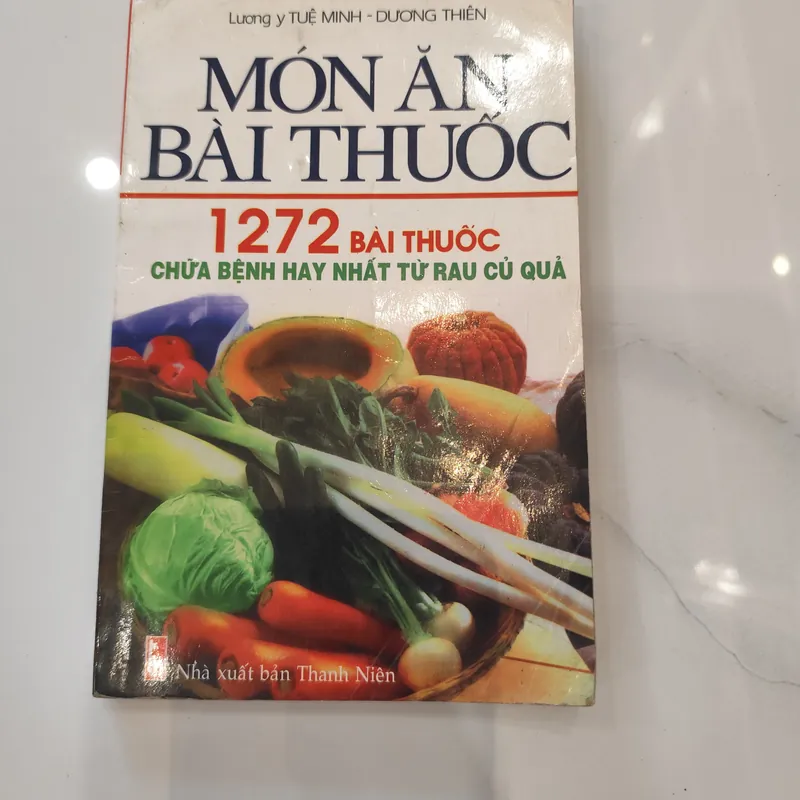 Lương y TUỆ MINH - DƯƠNG THIÊN
MÓN ĂN
BÀI THUỐC
1272 BÀI THUỐC
CHỮA BỆNH HAY NHẤT TỪ RAU CỦ QUẢ
Nhà xuất bản Thanh Niên